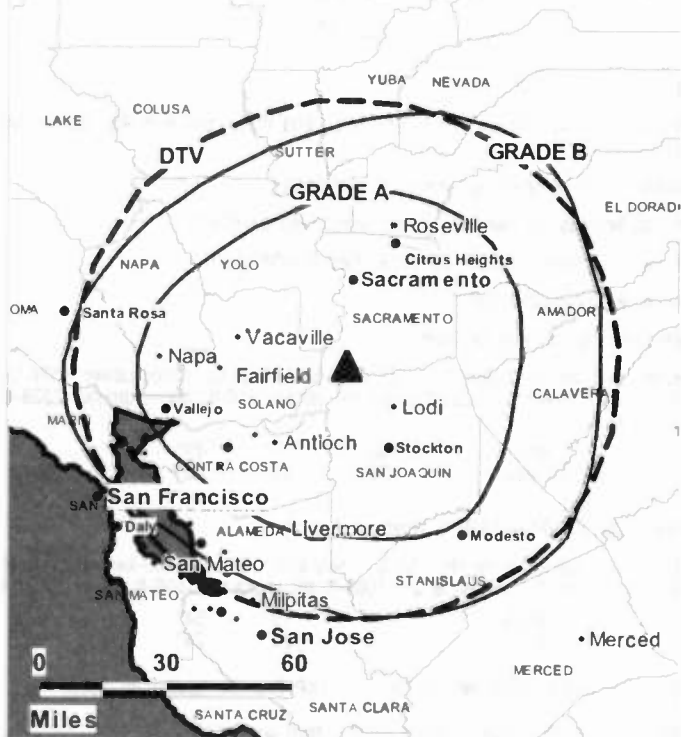 YUBA
NEVADA
COLUSA
LAKE
DTV
SUTTER
GRADE B
GRADE A
EL DORAD
Roseville
Citrus Heights
NAPA
YOLO
Sacramento
OMA
Santa Rosa
SACRAMENTO
AMADOR
Vacaville
Napa
Fairfield
CALAVERA
SOLANO
Lodi
Vallejo
MARIN
Antioch
Stockton
CONTRA COSTA
SAN JOAQUIN
San Francisco
SAN
Daly
ALAMEDA
Livermore
Modesto
San Mateo
STANISLAUS
SAN MATEO
Milpitas
San Jose
Merced
0 30 60
MERCED
Miles
SANTA CRUZ
SANTA CLARA